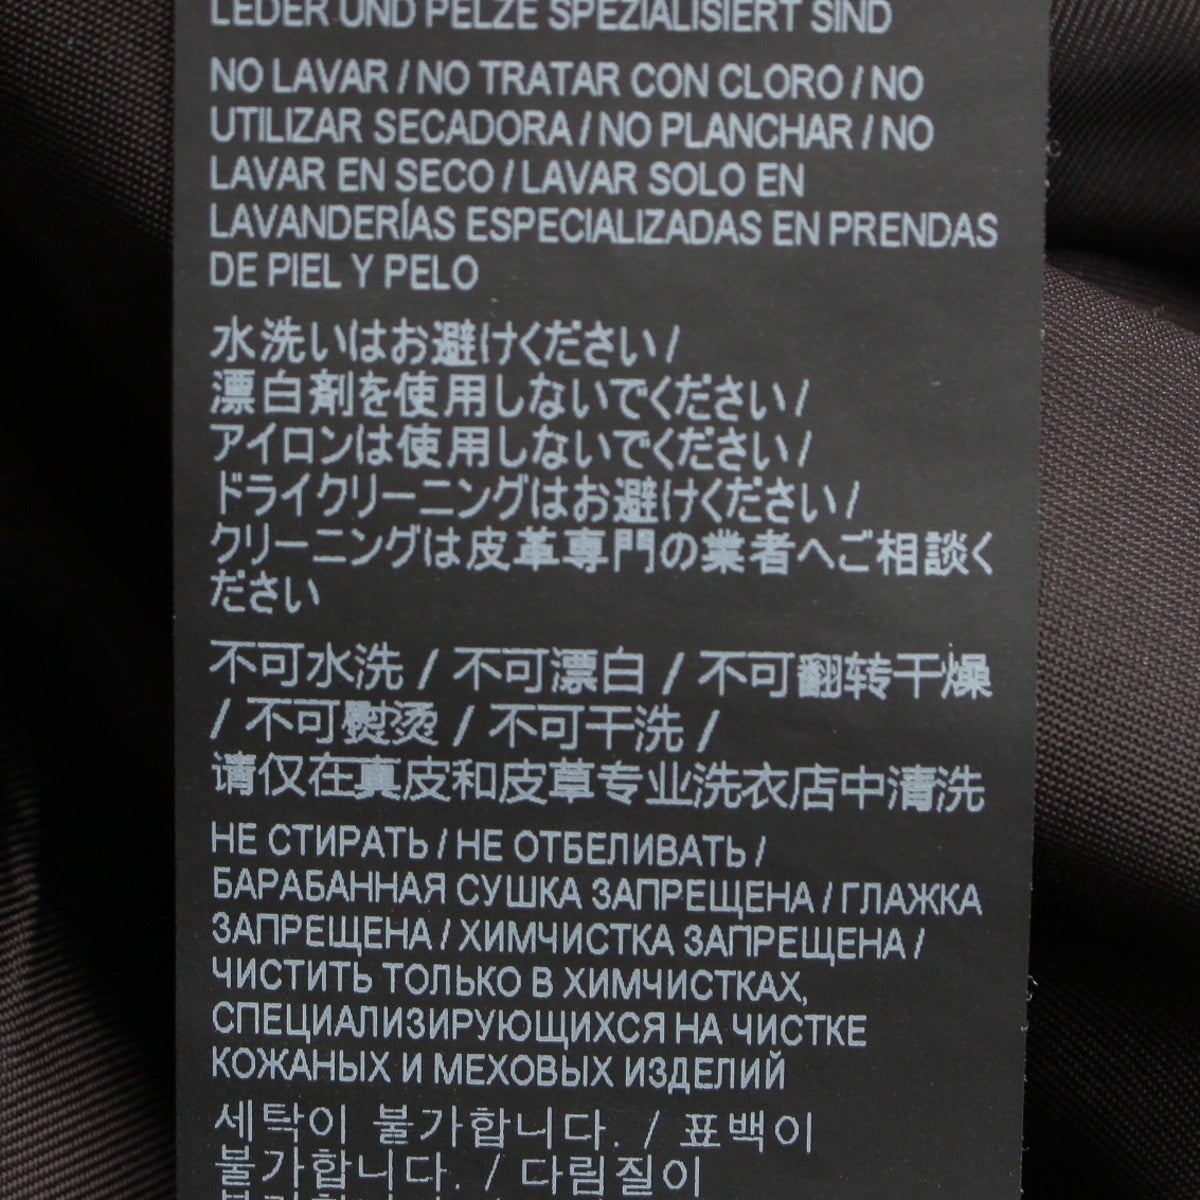 LEDER UND PELZE SPEZIALISIERT SIND
NO LAVAR / NO TRATAR CON CLORO / NO
UTILIZAR SECADORA / NO PLANCHAR / NO
LAVAR EN SECO / LAVAR SOLO EN
LAVANDERÍAS ESPECIALIZADAS EN PRENDAS
DE PIEL Y PELO
水洗いはお避けください /
漂白剤を使用しないでください /
アイロンは使用しないでください /
ドライクリーニングはお避けください /
クリーニングは皮革専門の業者へご相談く
ださい
不可水洗 / 不可漂白 / 不可翻转干燥
/ 不可熨烫 / 不可干洗 /
请仅在真皮和皮草专业洗衣店中清洗
НЕ СТИРАТЬ / НЕ ОТБЕЛИВАТЬ /
БАРАБАННАЯ СУШКА ЗАПРЕЩЕНА / ГЛАЖКА
ЗАПРЕЩЕНА / ХИМЧИСТКА ЗАПРЕЩЕНА /
ЧИСТИТЬ ТОЛЬКО В ХИМЧИСТКАХ,
СПЕЦИАЛИЗИРУЮЩИХСЯ НА ЧИСТКЕ
КОЖАНЫХ И МЕХОВЫХ ИЗДЕЛИЙ
세탁이 불가합니다. / 표백이
불가합니다. / 다림질이